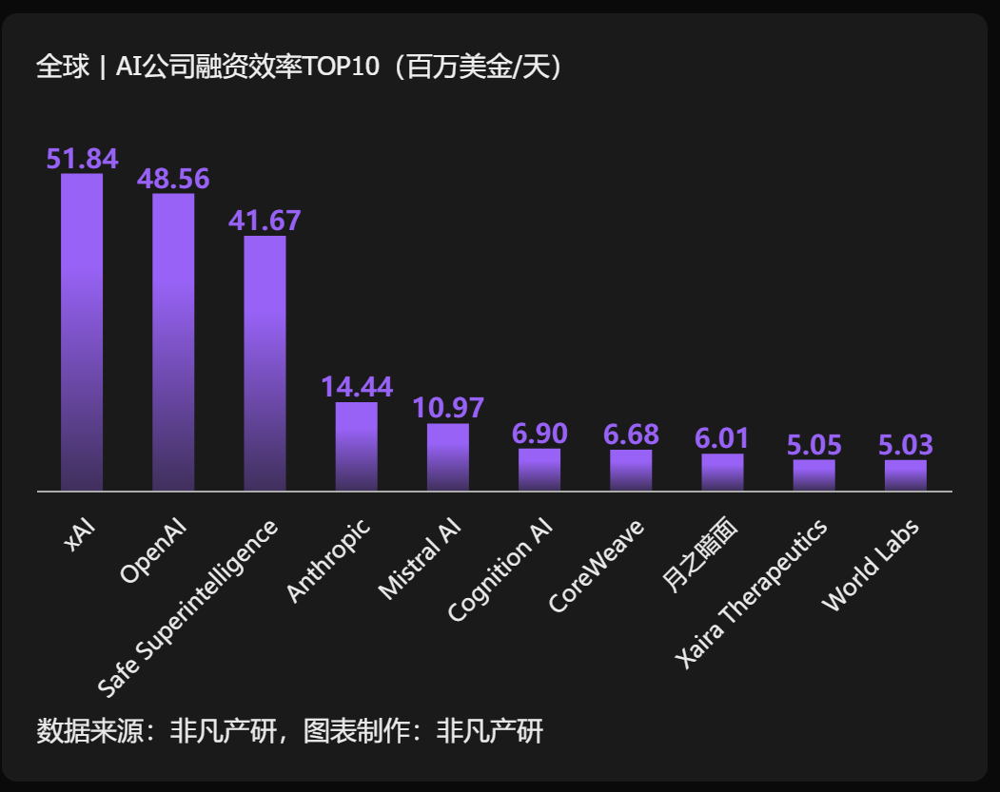 全球 | AI公司融资效率TOP10（百万美金/天）
51.84
48.56
41.67
14.44
10.97
6.90
6.68
6.01
5.05
5.03
xAI
OpenAI
Safe Superintelligence
Anthropic
Mistral AI
Cognition AI
CoreWeave
月之暗面
Xaira Therapeutics
World Labs
数据来源：非凡产研，图表制作：非凡产研